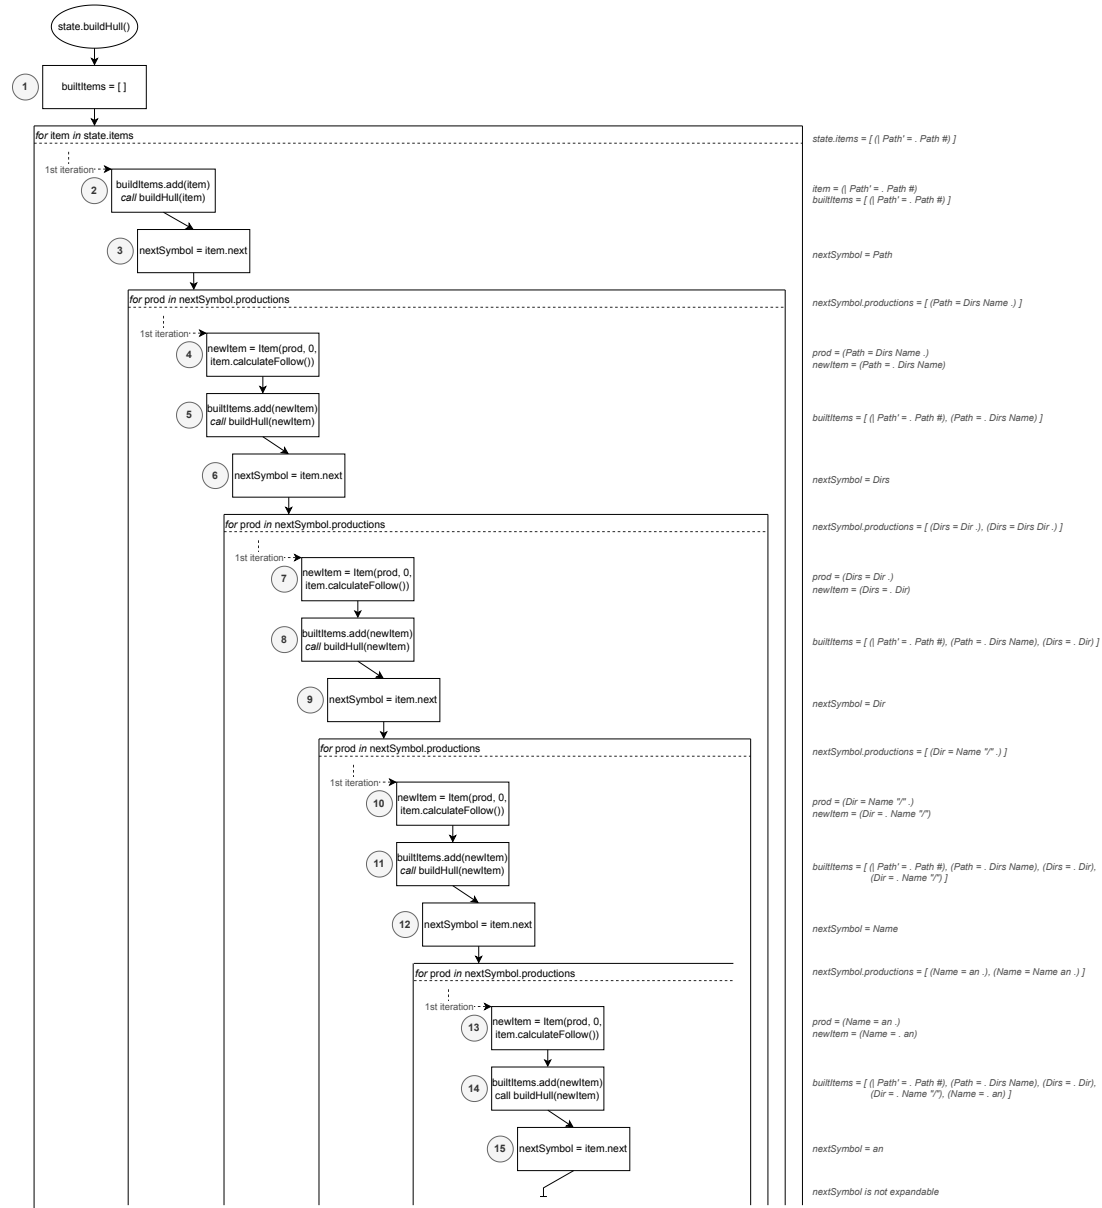 state.buildHull()
1
builtItems = [ ]
for item in state.items
state.items = [ (| Path' = . Path #) ]
1st iteration
2
buildItems.add(item)
call buildHull(item)
item = (| Path' = . Path #)
builtItems = [ (| Path' = . Path #) ]
3
nextSymbol = item.next
nextSymbol = Path
for prod in nextSymbol.productions
nextSymbol.productions = [ (Path = Dirs Name .) ]
1st iteration
4
newItem = Item(prod, 0,
item.calculateFollow())
prod = (Path = Dirs Name .)
newItem = (Path = . Dirs Name)
5
builtItems.add(newItem)
call buildHull(newItem)
builtItems = [ (| Path' = . Path #), (Path = . Dirs Name) ]
6
nextSymbol = item.next
nextSymbol = Dirs
for prod in nextSymbol.productions
nextSymbol.productions = [ (Dirs = Dir .), (Dirs = Dirs Dir .) ]
1st iteration
7
newItem = Item(prod, 0,
item.calculateFollow())
prod = (Dirs = Dir .)
newItem = (Dirs = . Dir)
8
builtItems.add(newItem)
call buildHull(newItem)
builtItems = [ (| Path' = . Path #), (Path = . Dirs Name), (Dirs = . Dir) ]
9
nextSymbol = item.next
nextSymbol = Dir
for prod in nextSymbol.productions
nextSymbol.productions = [ (Dir = Name "/" .) ]
1st iteration
10
newItem = Item(prod, 0,
item.calculateFollow())
prod = (Dir = Name "/" .)
newItem = (Dir = . Name "/")
11
builtItems.add(newItem)
call buildHull(newItem)
builtItems = [ (| Path' = . Path #), (Path = . Dirs Name), (Dirs = . Dir),
(Dir = . Name "/") ]
12
nextSymbol = item.next
nextSymbol = Name
for prod in nextSymbol.productions
nextSymbol.productions = [ (Name = an .), (Name = Name an .) ]
1st iteration
13
newItem = Item(prod, 0,
item.calculateFollow())
prod = (Name = an .)
newItem = (Name = . an)
14
builtItems.add(newItem)
call buildHull(newItem)
builtItems = [ (| Path' = . Path #), (Path = . Dirs Name), (Dirs = . Dir),
(Dir = . Name "/"), (Name = . an) ]
15
nextSymbol = item.next
nextSymbol = an
nextSymbol is not expandable